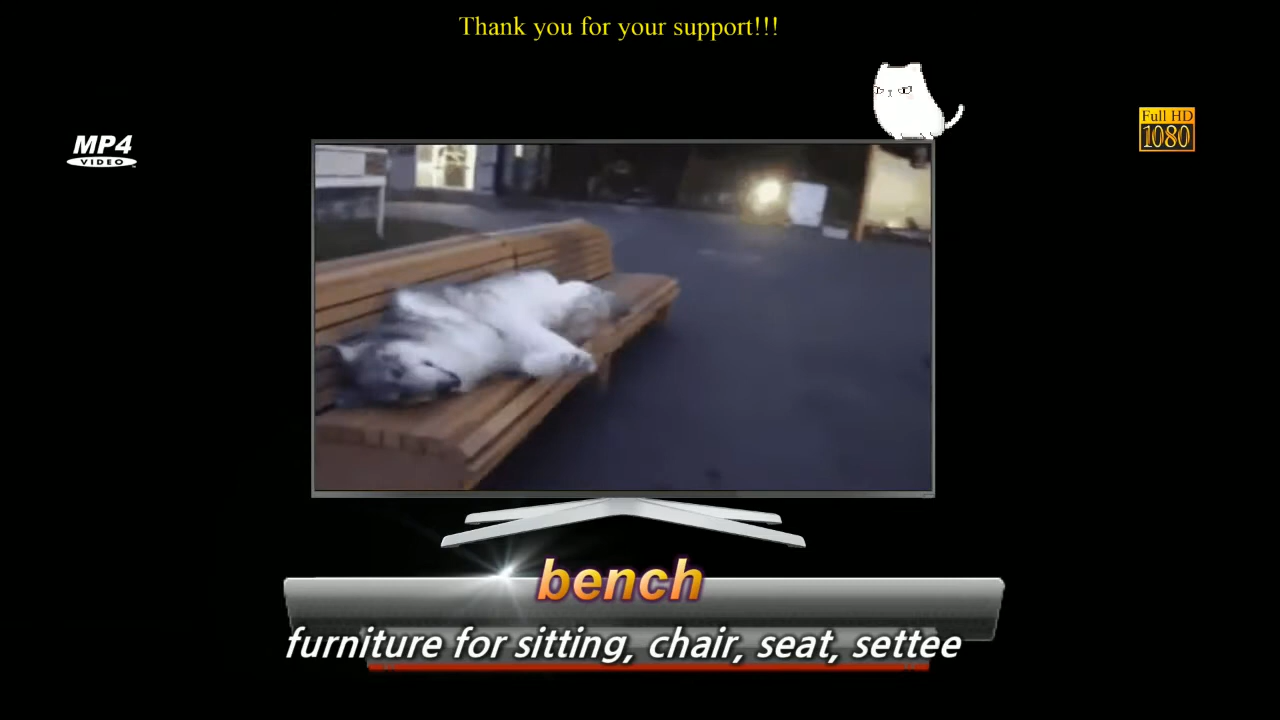 Thank you for your support!!!
MP4
VIDEO
Full HD
1080
bench
furniture for sitting, chair, seat, settee